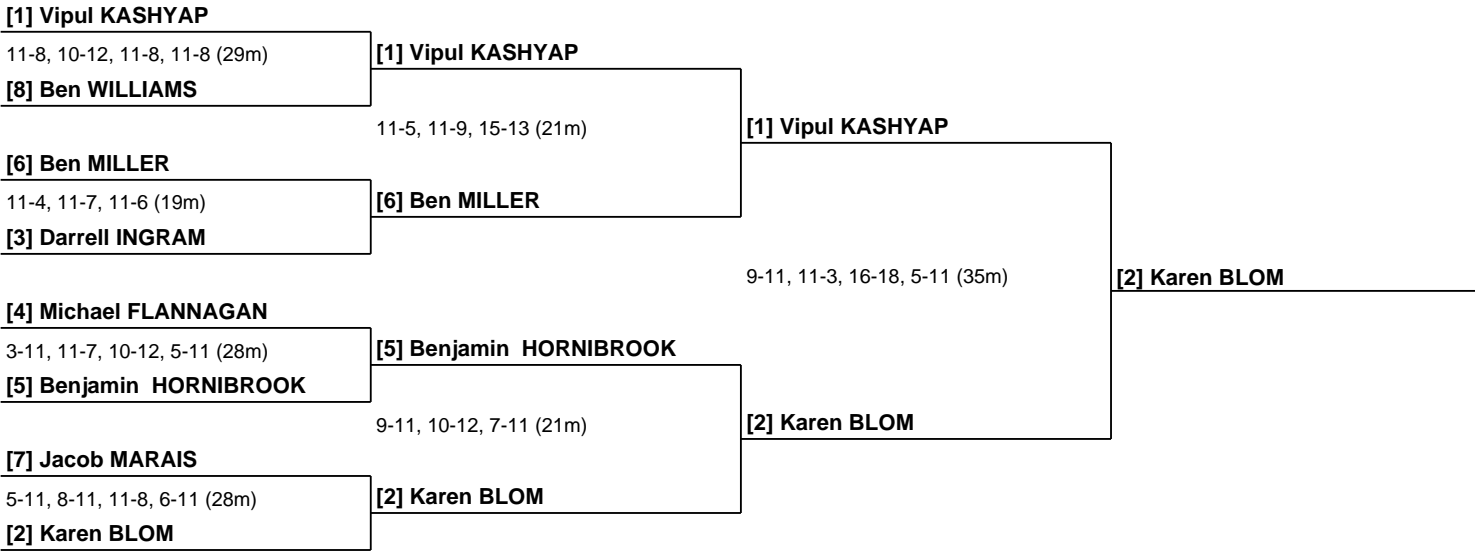 [1] Vipul KASHYAP
11-8, 10-12, 11-8, 11-8 (29m)
[1] Vipul KASHYAP
[8] Ben WILLIAMS
11-5, 11-9, 15-13 (21m)
[1] Vipul KASHYAP
[6] Ben MILLER
11-4, 11-7, 11-6 (19m)
[6] Ben MILLER
[3] Darrell INGRAM
9-11, 11-3, 16-18, 5-11 (35m)
[2] Karen BLOM
[4] Michael FLANNAGAN
3-11, 11-7, 10-12, 5-11 (28m)
[5] Benjamin  HORNIBROOK
[5] Benjamin  HORNIBROOK
9-11, 10-12, 7-11 (21m)
[2] Karen BLOM
[7] Jacob MARAIS
5-11, 8-11, 11-8, 6-11 (28m)
[2] Karen BLOM
[2] Karen BLOM